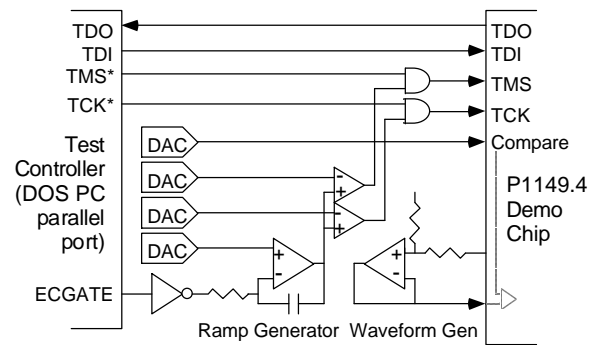 TDO
TDI
TMS*
TCK*
Test
Controller
(DOS PC
parallel
port)
ECGATE
DAC
DAC
DAC
DAC
Ramp Generator
Waveform Gen
TDO
TDI
TMS
TCK
Compare
P1149.4
Demo
Chip